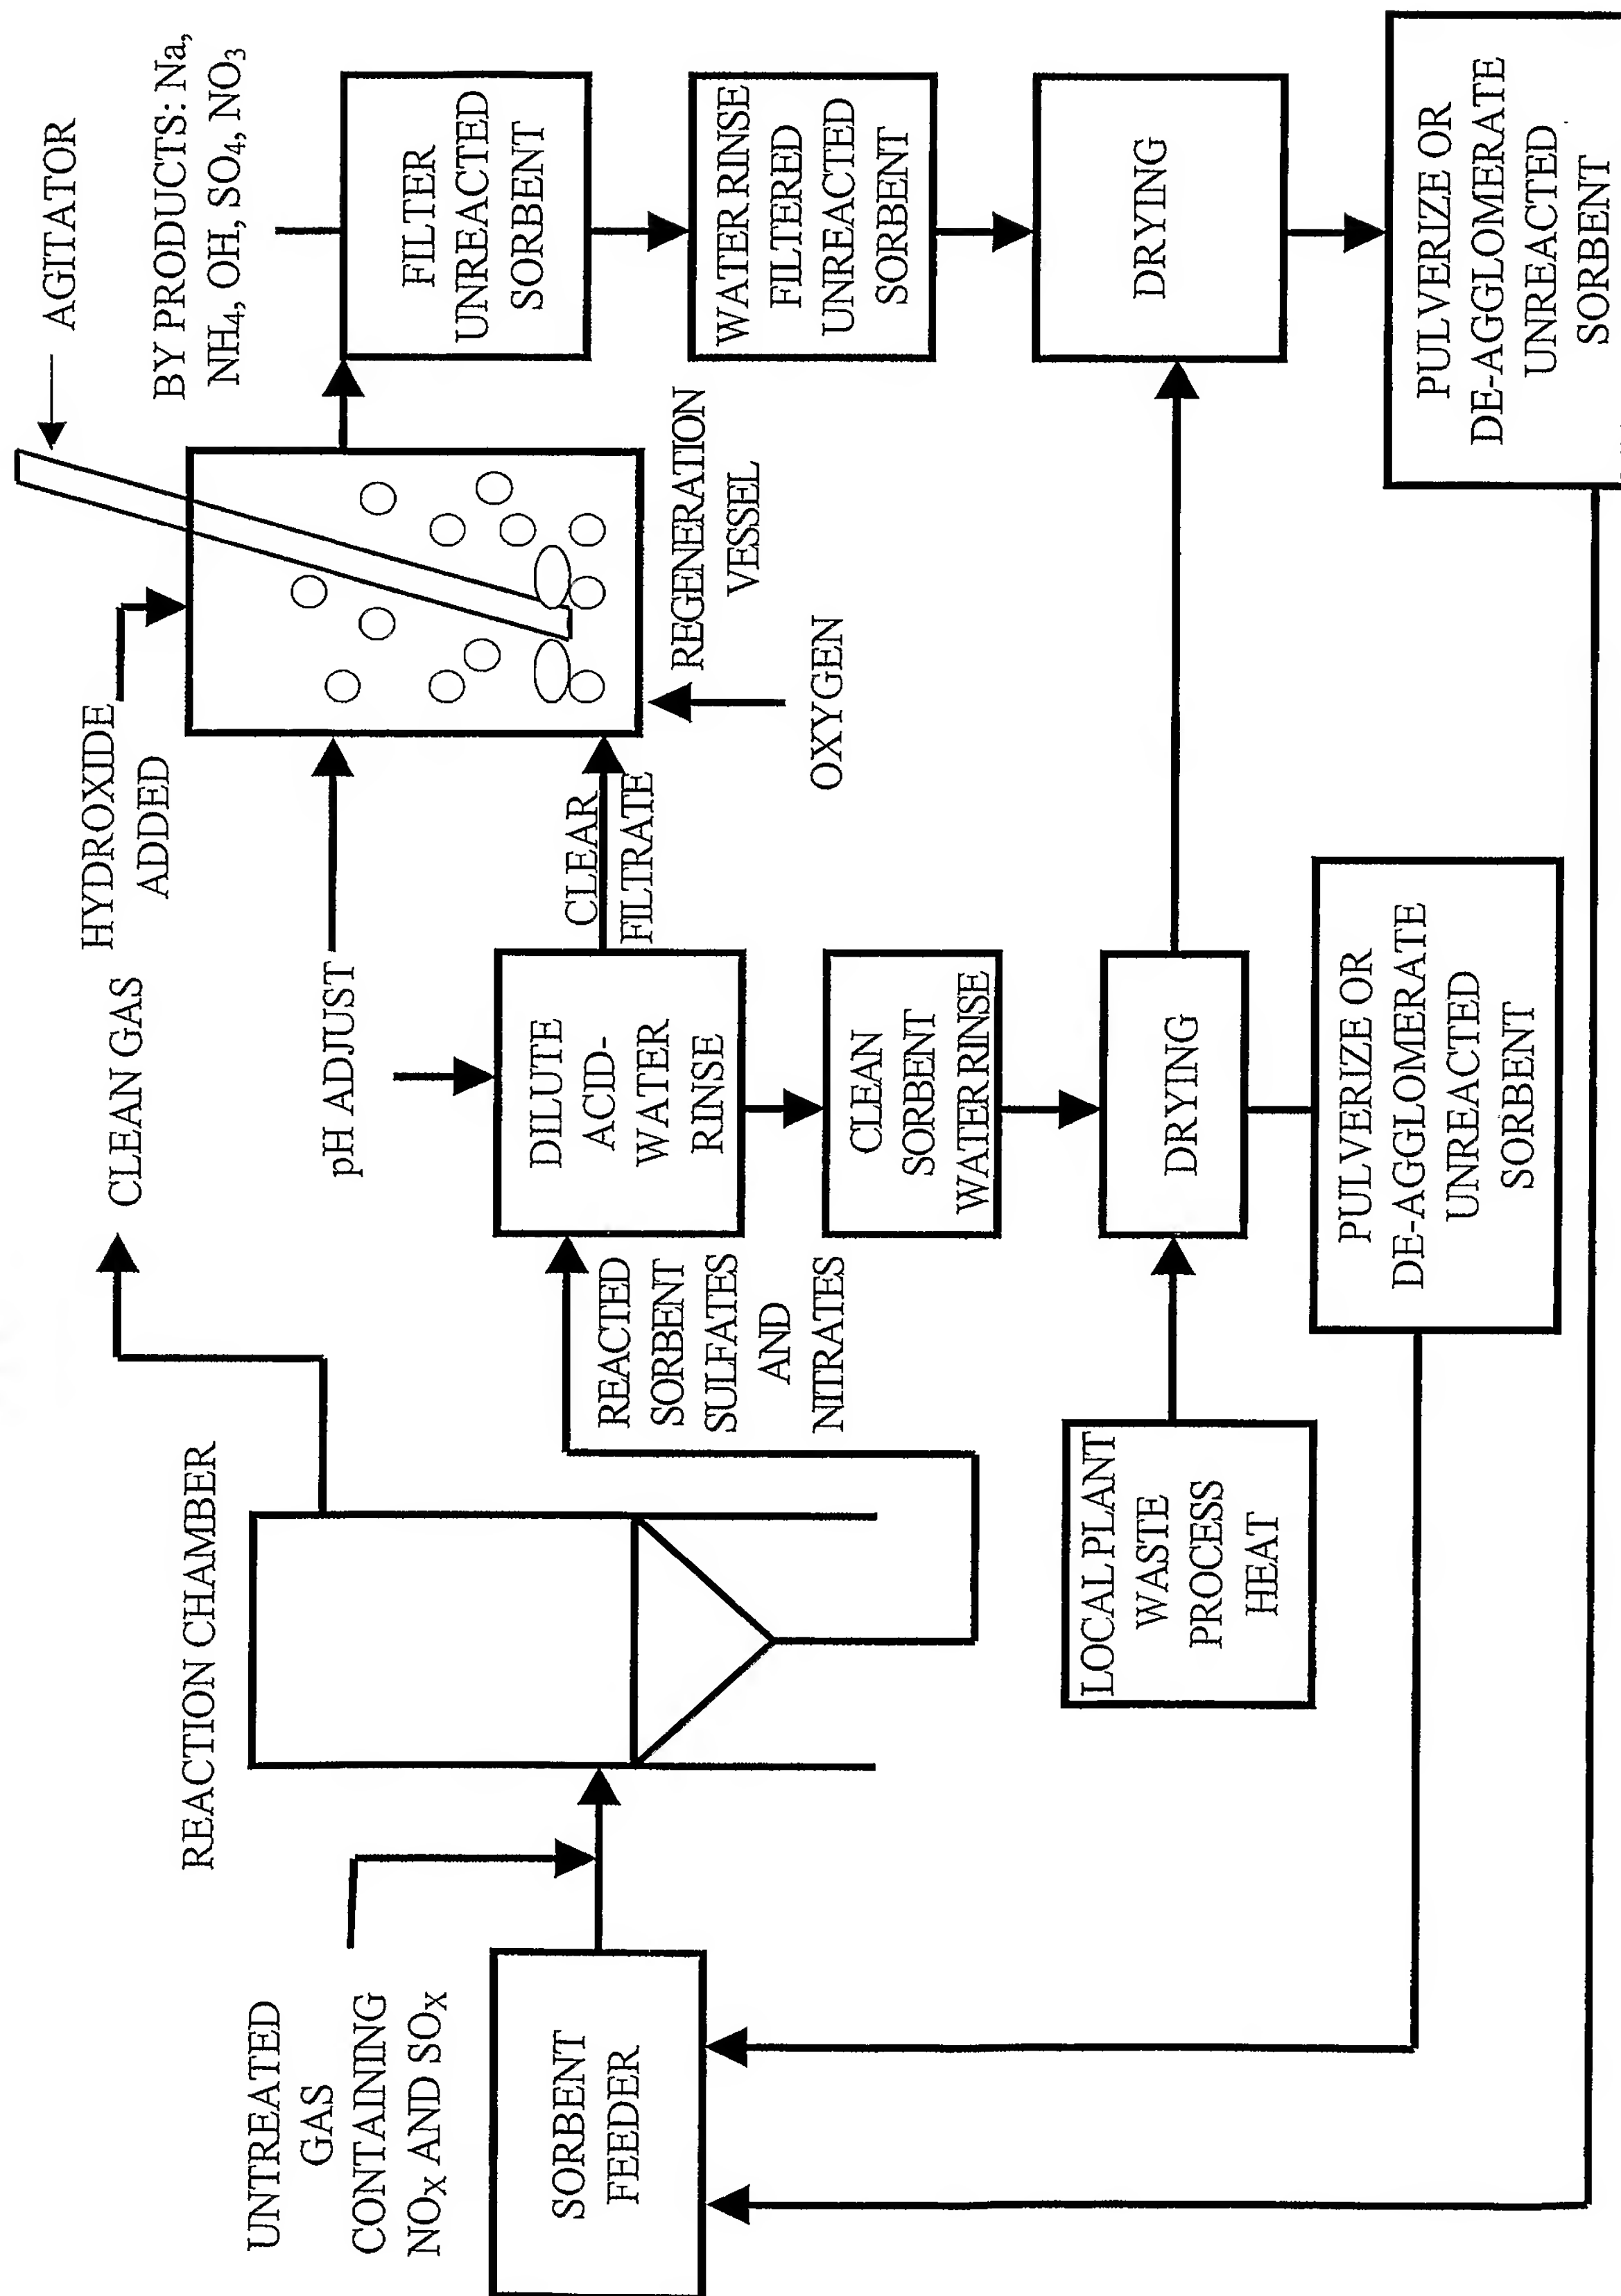 UNTREATED
GAS
CONTAINING
NOX AND SOX
SORBENT
FEEDER
REACTION CHAMBER
CLEAN GAS
REACTED
SORBENT
SULFATES
AND
NITRATES
LOCAL PLANT
WASTE
PROCESS
HEAT
pH ADJUST
DILUTE
ACID-
WATER
RINSE
CLEAN
SORBENT
WATER RINSE
DRYING
PULVERIZE OR
DE-AGGLOMERATE
UNREACTED
SORBENT
HYDROXIDE
ADDED
CLEAR
FILTRATE
OXYGEN
REGENERATION
VESSEL
AGITATOR
BY PRODUCTS: Na,
NH4, OH, SO4, NO3
FILTER
UNREACTED
SORBENT
WATER RINSE
FILTERED
UNREACTED
SORBENT
DRYING
PULVERIZE OR
DE-AGGLOMERATE
UNREACTED
SORBENT